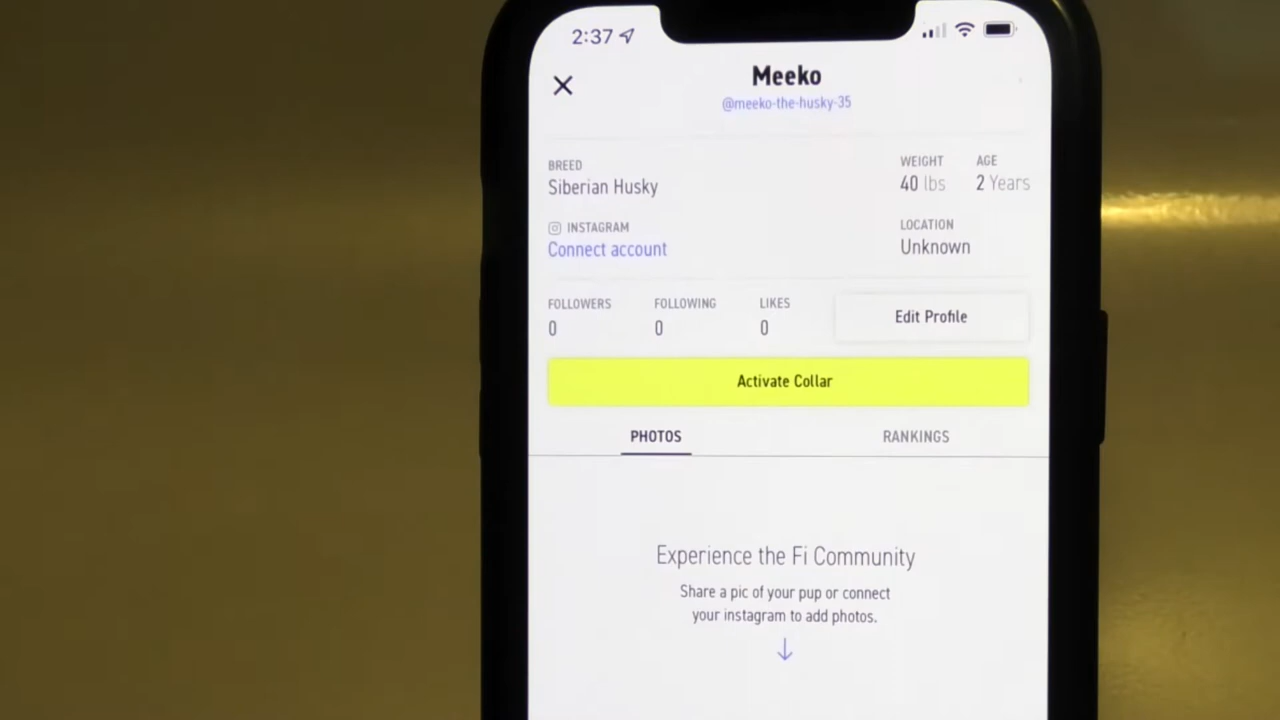 2:37
Meeko
@meeko-the-husky-35
BREED
Siberian Husky
WEIGHT
40 lbs
AGE
2 Years
INSTAGRAM
Connect account
LOCATION
Unknown
FOLLOWERS
0
FOLLOWING
0
LIKES
0
Edit Profile
Activate Collar
PHOTOS
RANKINGS
Experience the Fi Community
Share a pic of your pup or connect
your instagram to add photos.